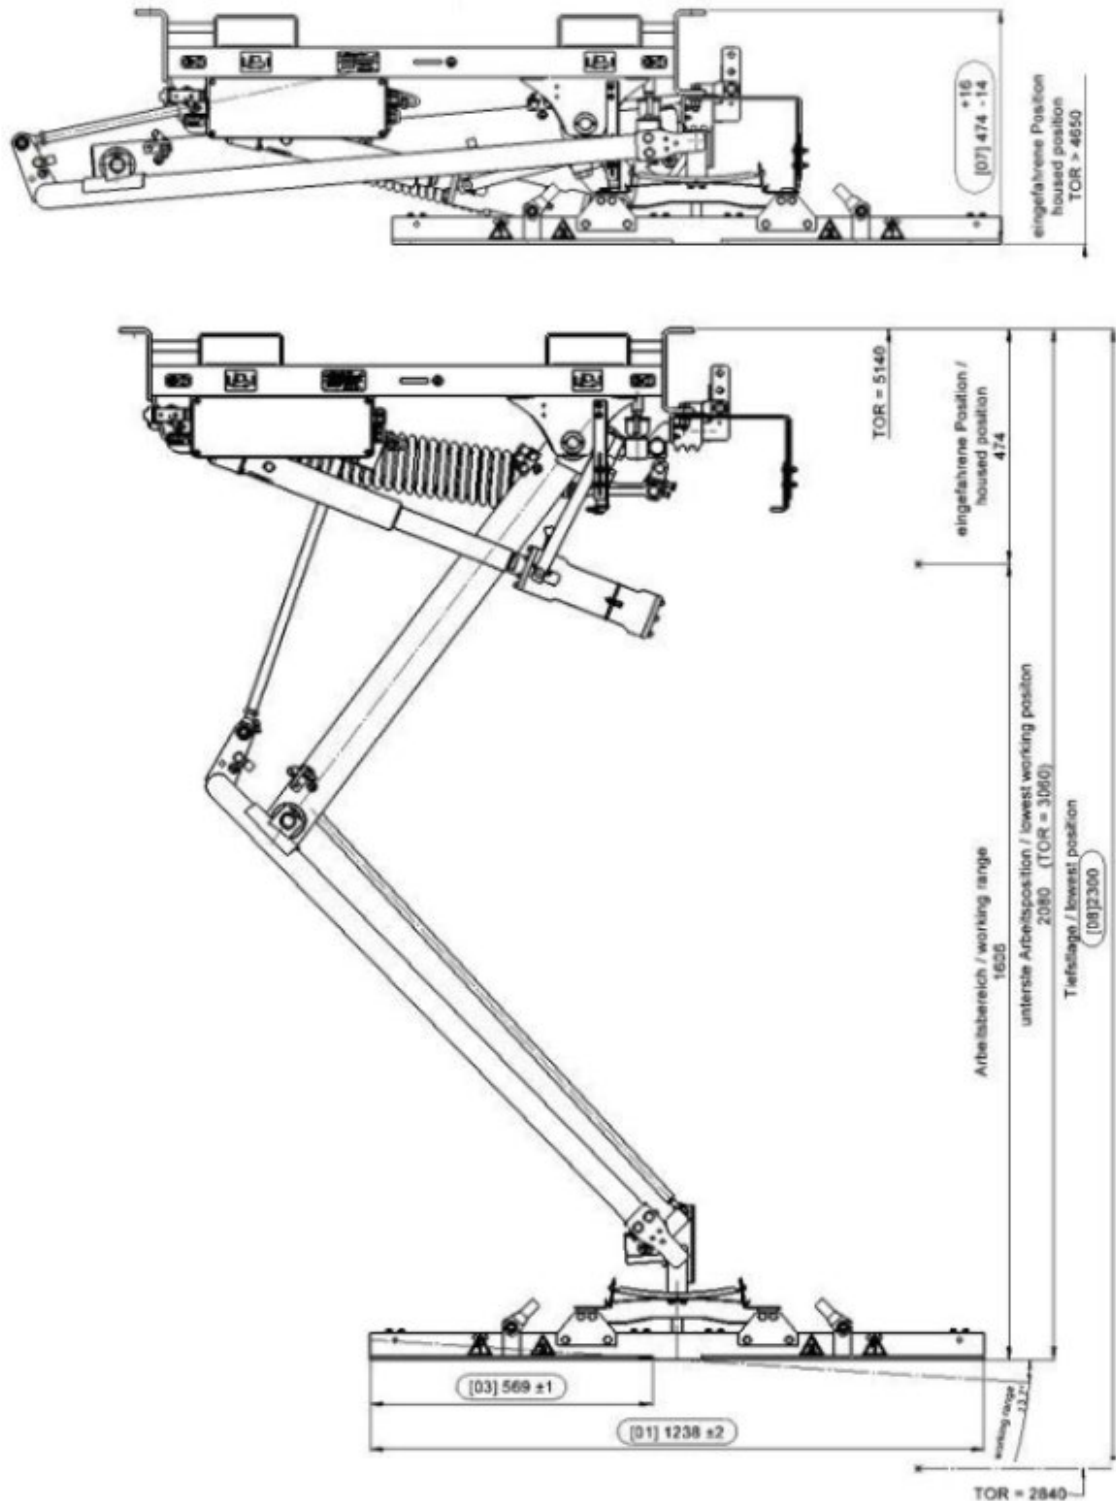 [07] 474 +16 -14
eingefahrene Position
housed position
TOR > 4650
TOR = 5140
eingefahrene Position /
housed position
474
Arbeitsbereich / working range
1606
unterste Arbeitsposition / lowest working positon
2080 (TOR = 3060)
Tiefstlage / lowest position
[08]2300
[03] 569 ±1
[01] 1238 ±2
working range
TOR = 2840